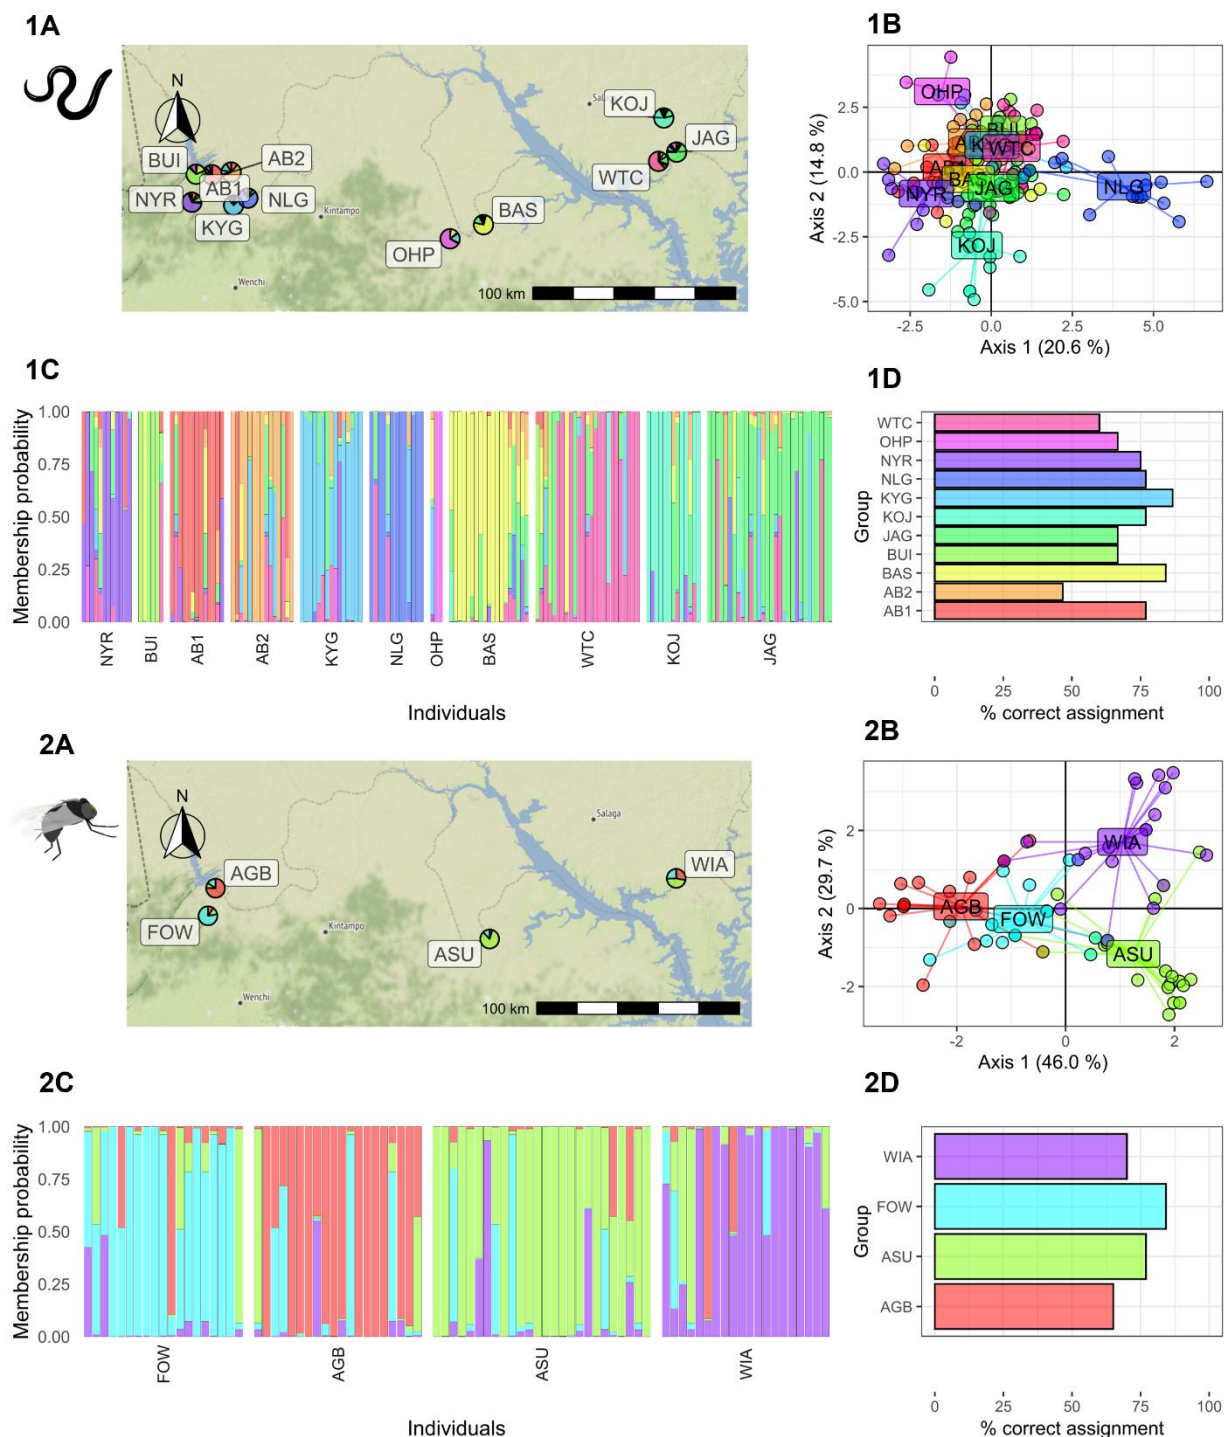 1A
1B
N
Sal
KOJ
JAG
BUI
AB2
WTC
AB1
NYR
NLG
BAS
Kintampo
KYG
OHP
Wenchi
100 km
Axis 2 (14.8 %)
2.5
0.0
-2.5
-5.0
OHP
BUI
WTC
AB1
BAS
NLG
NYR
JAG
KOJ
-2.5 0.0 2.5 5.0
Axis 1 (20.6 %)
1C
Membership probability
1.00
0.75
0.50
0.25
0.00
NYR BUI AB1 AB2 KYG NLG OHP BAS WTC KOJ JAG
Individuals
1D
Group
WTC
OHP
NYR
NLG
KYG
KOJ
JAG
BUI
BAS
AB2
AB1
0 25 50 75 100
% correct assignment
2A
N
Salaga
AGB
WIA
FOW
Kintampo
ASU
Wenchi
100 km
2B
Axis 2 (29.7 %)
2
0
-2
WIA
AGB
FOW
ASU
-2 0 2
Axis 1 (46.0 %)
2C
Membership probability
1.00
0.75
0.50
0.25
0.00
FOW AGB ASU WIA
Individuals
2D
Group
WIA
FOW
ASU
AGB
0 25 50 75 100
% correct assignment